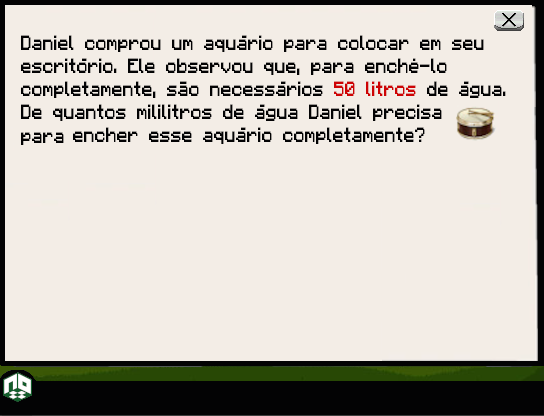 Daniel comprou um aquário para colocar em seu
escritório. Ele observou que, para enchê-lo
completamente, são necessários 50 litros de água.
De quantos mililitros de água Daniel precisa
para encher esse aquário completamente?